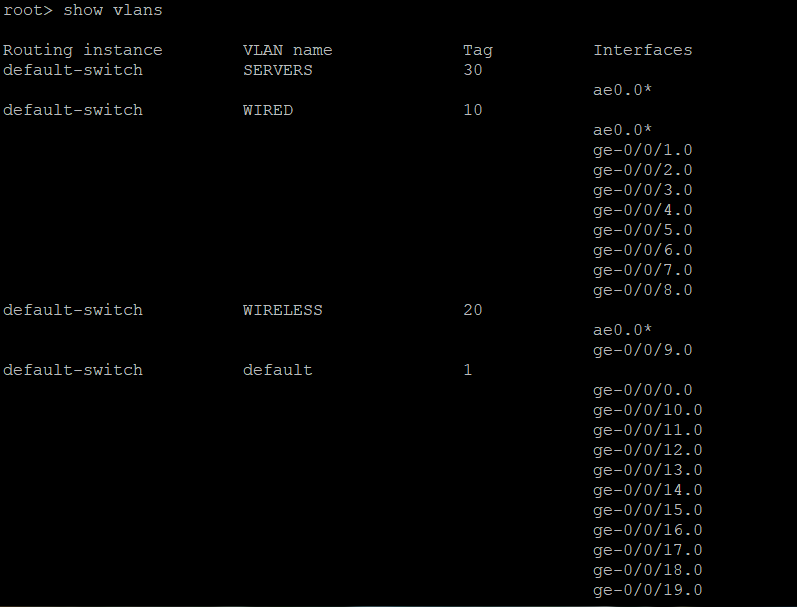 root> show vlans
Routing instance VLAN name Tag Interfaces
default-switch SERVERS 30
ae0.0*
default-switch WIRED 10
ae0.0*
ge-0/0/1.0
ge-0/0/2.0
ge-0/0/3.0
ge-0/0/4.0
ge-0/0/5.0
ge-0/0/6.0
ge-0/0/7.0
ge-0/0/8.0
default-switch WIRELESS 20
ae0.0*
ge-0/0/9.0
default-switch default 1
ge-0/0/0.0
ge-0/0/10.0
ge-0/0/11.0
ge-0/0/12.0
ge-0/0/13.0
ge-0/0/14.0
ge-0/0/15.0
ge-0/0/16.0
ge-0/0/17.0
ge-0/0/18.0
ge-0/0/19.0